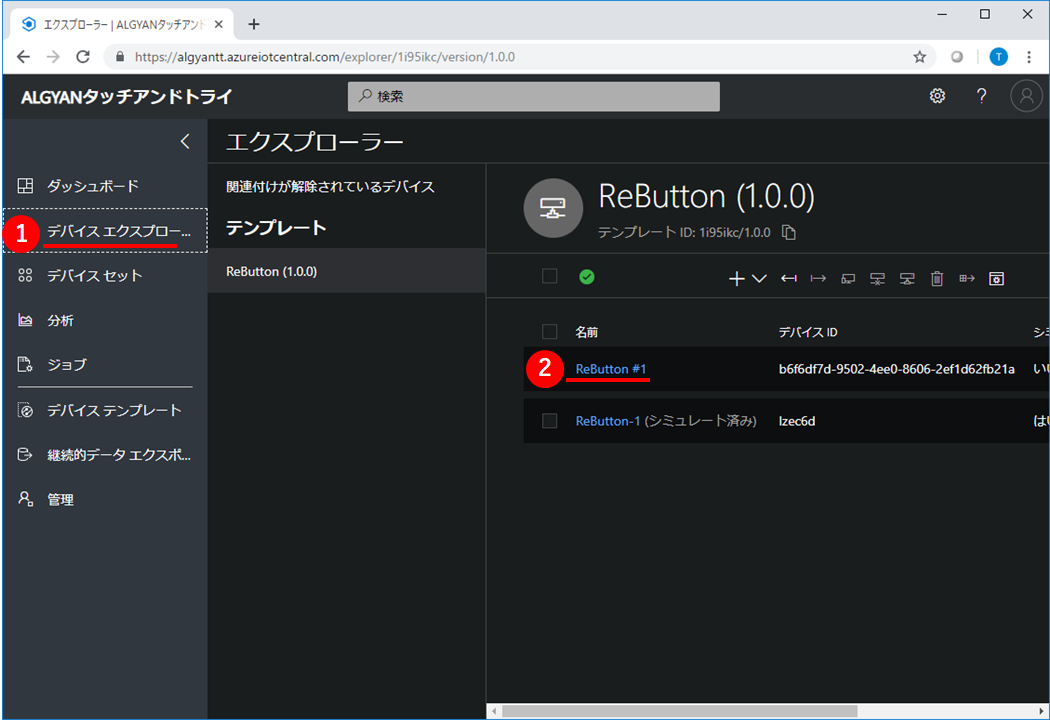 エクスプローラー | ALGYANタッチアンド
https://algyantt.azureiotcentral.com/explorer/1i95ikc/version/1.0.0
T
ALGYANタッチアンドトライ
検索
?
エクスプローラー
ダッシュボード
1
デバイス エクスプロー...
デバイス セット
分析
ジョブ
デバイス テンプレート
継続的データ エクスポ...
管理
関連付けが解除されているデバイス
テンプレート
ReButton (1.0.0)
ReButton (1.0.0)
テンプレート ID: 1i95ikc/1.0.0
名前 デバイス ID シミ
2
ReButton #1 b6f6df7d-9502-4ee0-8606-2ef1d62fb21a いい
ReButton-1 (シミュレート済み) lzec6d はい